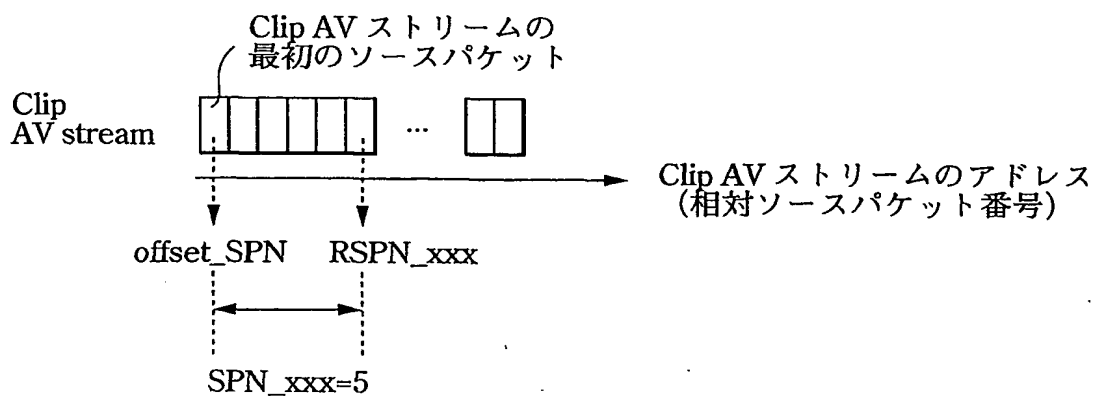 Clip AV ストリームの
最初のソースパケット
Clip
AV stream
...
Clip AV ストリームのアドレス
(相対ソースパケット番号)
offset_SPN RSPN_xxx
SPN_xxx=5